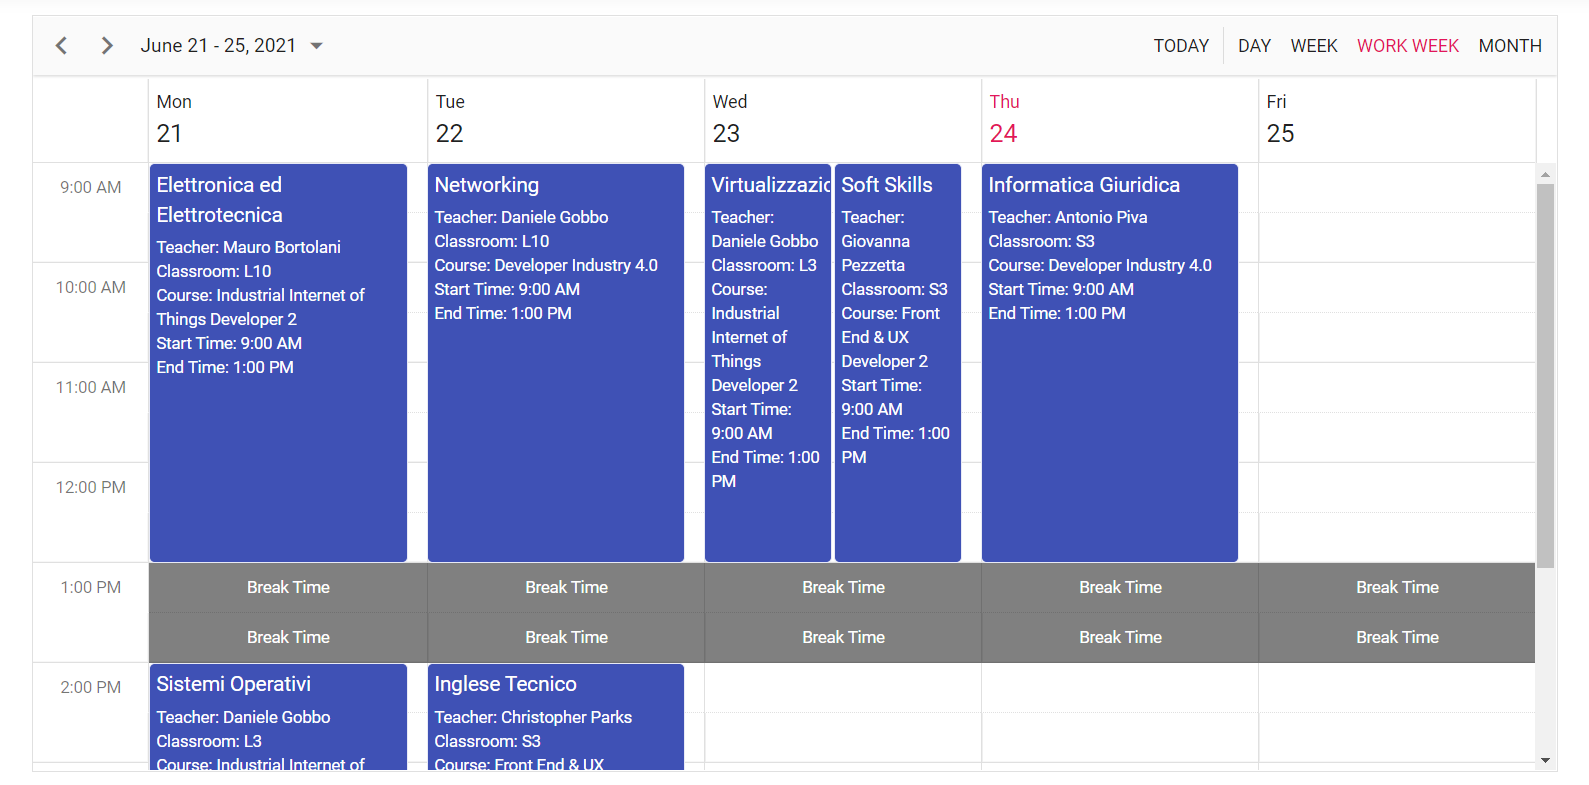 June 21 - 25, 2021
TODAY
DAY
WEEK
WORK WEEK
MONTH
Mon
21
Tue
22
Wed
23
Thu
24
Fri
25
9:00 AM
10:00 AM
11:00 AM
12:00 PM
1:00 PM
2:00 PM
Elettronica ed
Elettrotecnica
Teacher: Mauro Bortolani
Classroom: L10
Course: Industrial Internet of
Things Developer 2
Start Time: 9:00 AM
End Time: 1:00 PM
Networking
Teacher: Daniele Gobbo
Classroom: L10
Course: Developer Industry 4.0
Start Time: 9:00 AM
End Time: 1:00 PM
Virtualizzazio
Teacher:
Daniele Gobbo
Classroom: L3
Course:
Industrial
Internet of
Things
Developer 2
Start Time:
9:00 AM
End Time: 1:00
PM
Soft Skills
Teacher:
Giovanna
Pezzetta
Classroom: S3
Course: Front
End & UX
Developer 2
Start Time:
9:00 AM
End Time: 1:00
PM
Informatica Giuridica
Teacher: Antonio Piva
Classroom: S3
Course: Developer Industry 4.0
Start Time: 9:00 AM
End Time: 1:00 PM
Break Time
Break Time
Break Time
Break Time
Break Time
Break Time
Break Time
Break Time
Break Time
Break Time
Sistemi Operativi
Teacher: Daniele Gobbo
Classroom: L3
Course: Industrial Internet of
Inglese Tecnico
Teacher: Christopher Parks
Classroom: S3
Course: Front End & UX